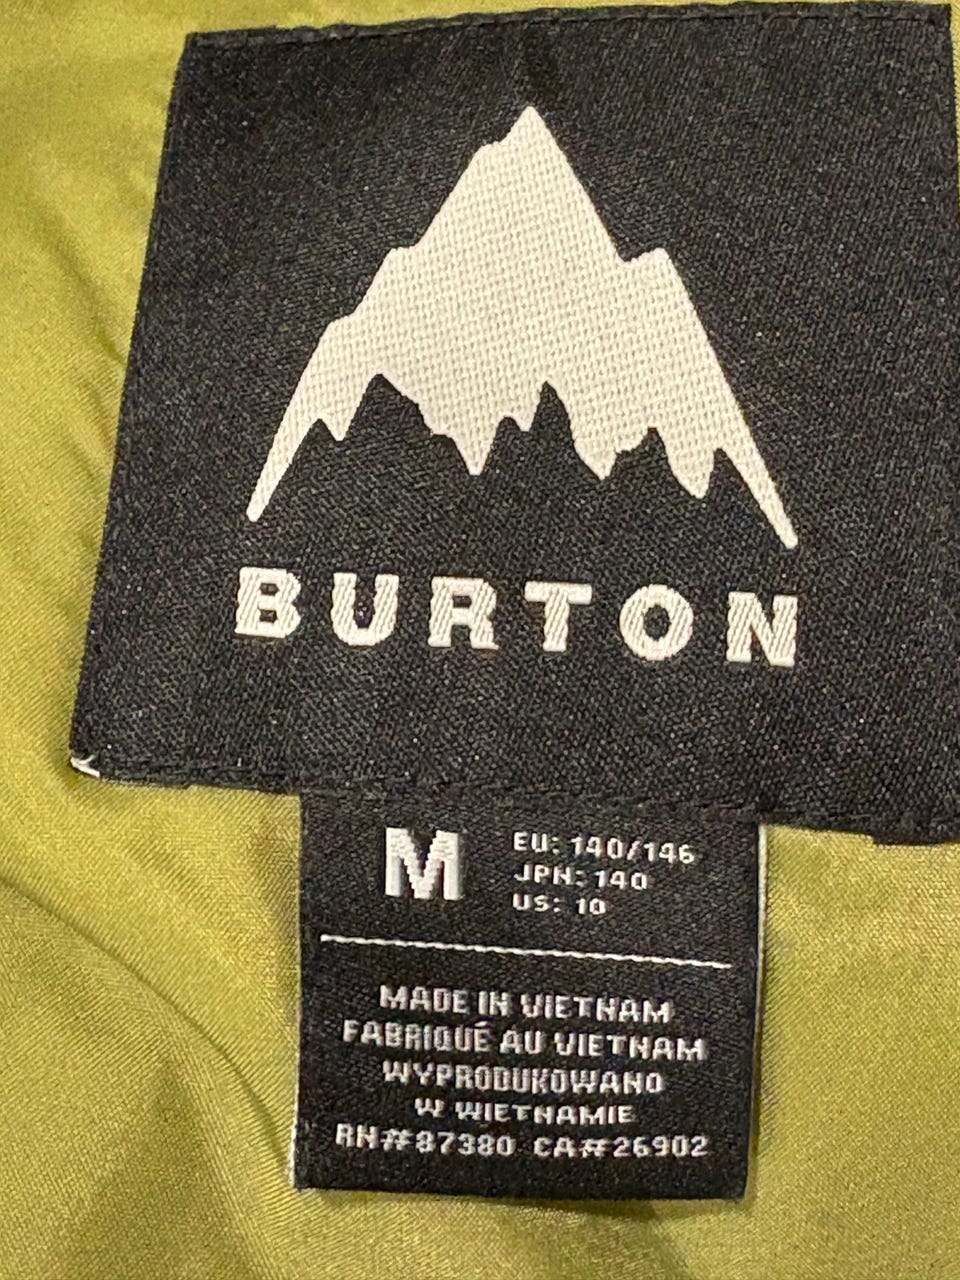 BURTON
M
EU: 140/146
JPN: 140
US: 10
MADE IN VIETNAM
FABRIQUÉ AU VIETNAM
WYPRODUKOWANO
W WIETNAMIE
RN#87380 CA#26902